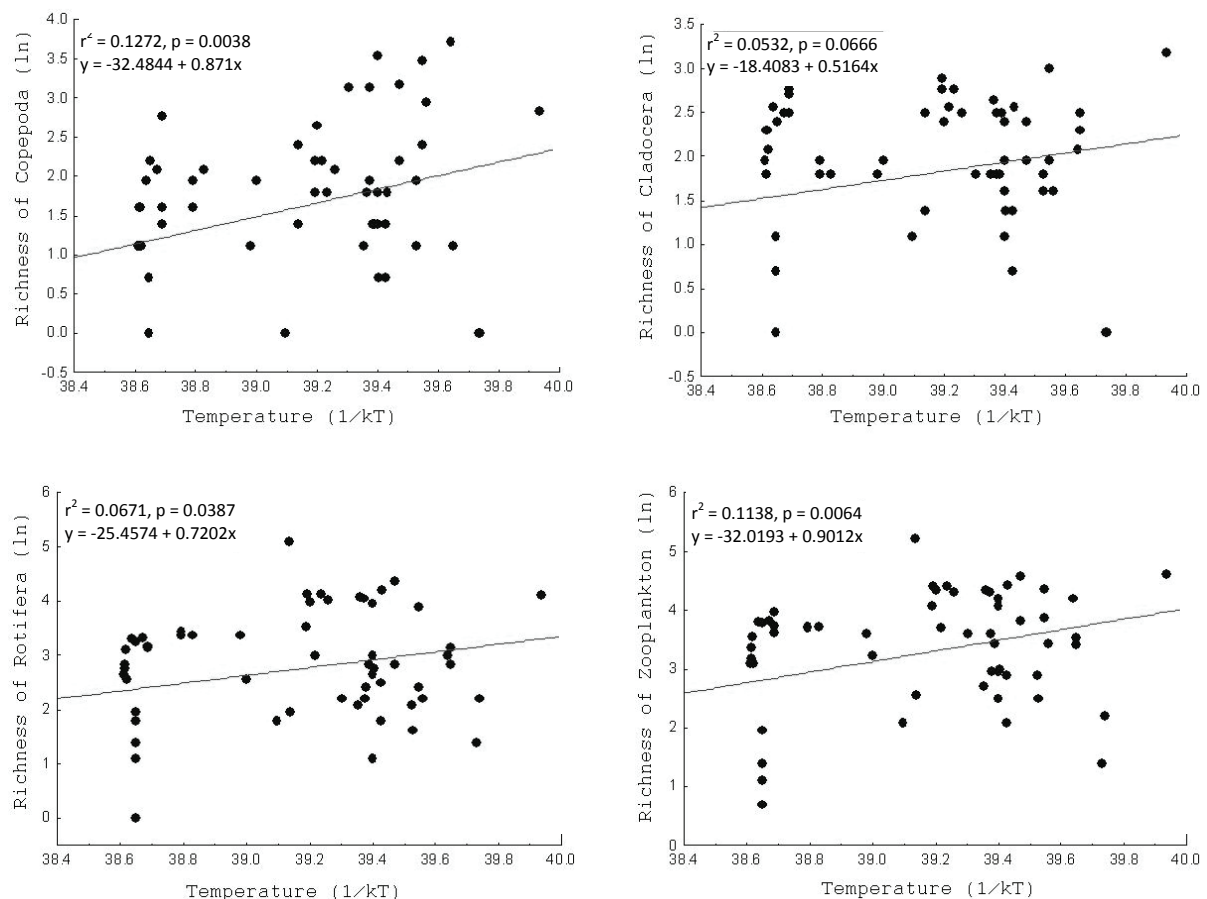 r² = 0.1272, p = 0.0038
y = -32.4844 + 0.871x
Richness of Copepoda (ln)
4.0
3.5
3.0
2.5
2.0
1.5
1.0
0.5
0.0
-0.5
38.4 38.6 38.8 39.0 39.2 39.4 39.6 39.8 40.0
Temperature (1/kT)
r² = 0.0532, p = 0.0666
y = -18.4083 + 0.5164x
Richness of Cladocera (ln)
3.5
3.0
2.5
2.0
1.5
1.0
0.5
0.0
-0.5
38.4 38.6 38.8 39.0 39.2 39.4 39.6 39.8 40.0
Temperature (1/kT)
r² = 0.0671, p = 0.0387
y = -25.4574 + 0.7202x
Richness of Rotifera (ln)
6
5
4
3
2
1
0
38.4 38.6 38.8 39.0 39.2 39.4 39.6 39.8 40.0
Temperature (1/kT)
r² = 0.1138, p = 0.0064
y = -32.0193 + 0.9012x
Richness of Zooplankton (ln)
6
5
4
3
2
1
0
38.4 38.6 38.8 39.0 39.2 39.4 39.6 39.8 40.0
Temperature (1/kT)